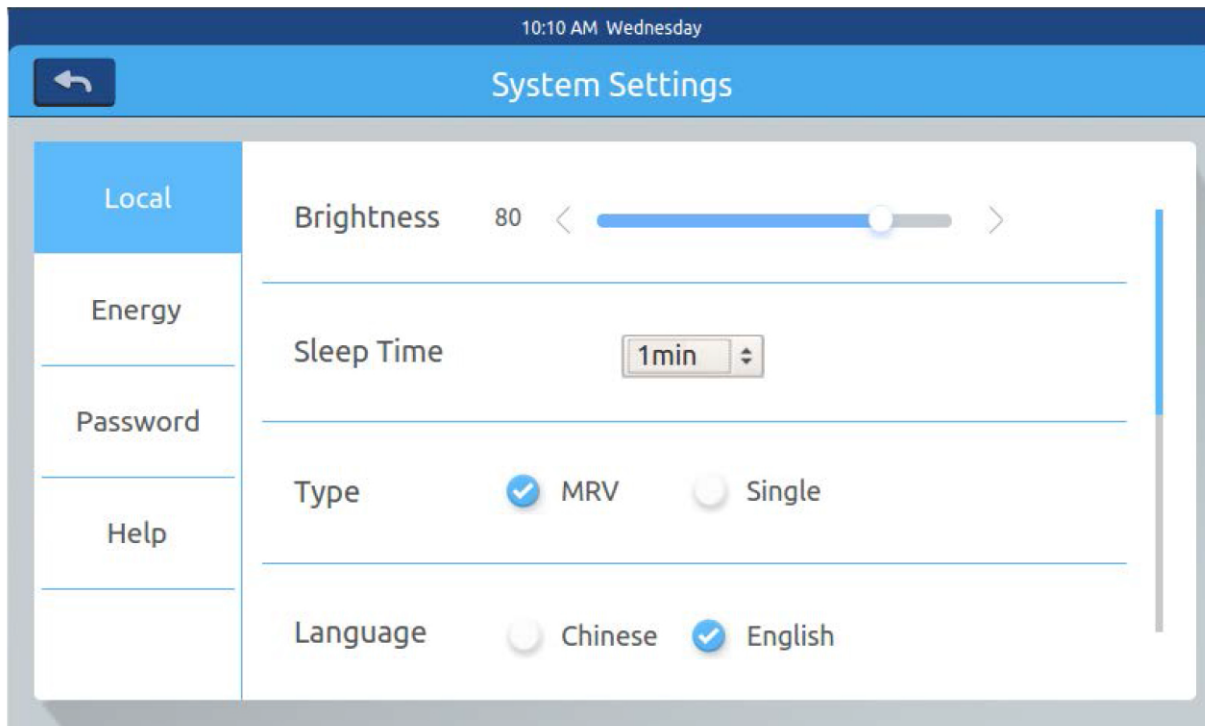 10:10 AM Wednesday
System Settings
Local
Energy
Password
Help
Brightness 80
Sleep Time 1min
Type MRV Single
Language Chinese English